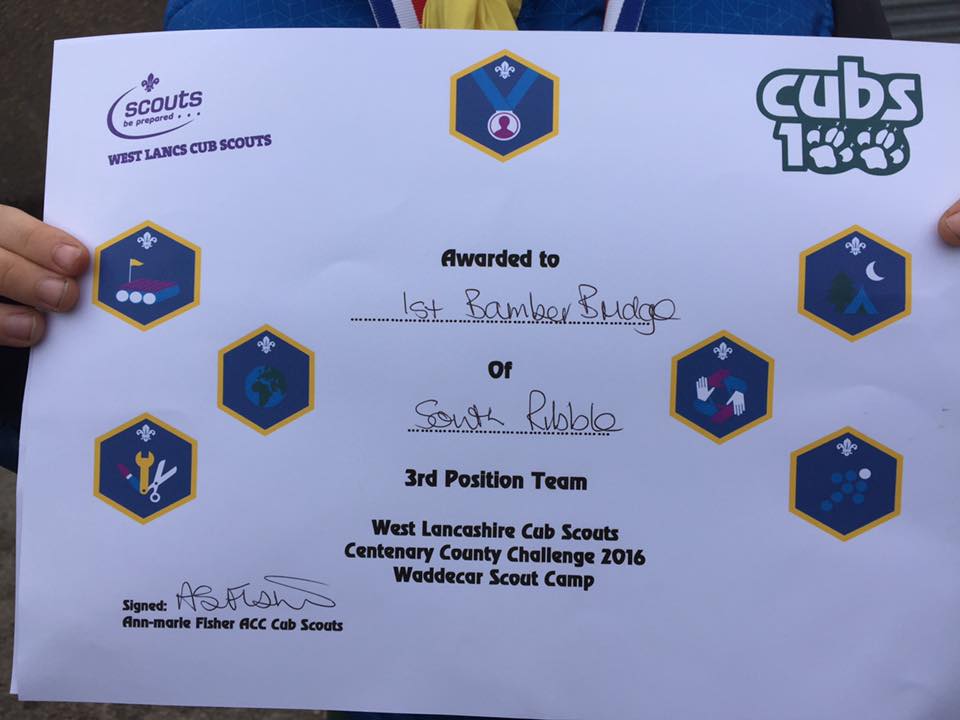 scouts
be prepared...
WEST LANCS CUB SCOUTS
cubs
100
Awarded to
1st Bamber Bridge
Of
South Ribble
3rd Position Team
West Lancashire Cub Scouts
Centenary County Challenge 2016
Waddecar Scout Camp
Signed: ABFisher
Ann-marie Fisher ACC Cub Scouts